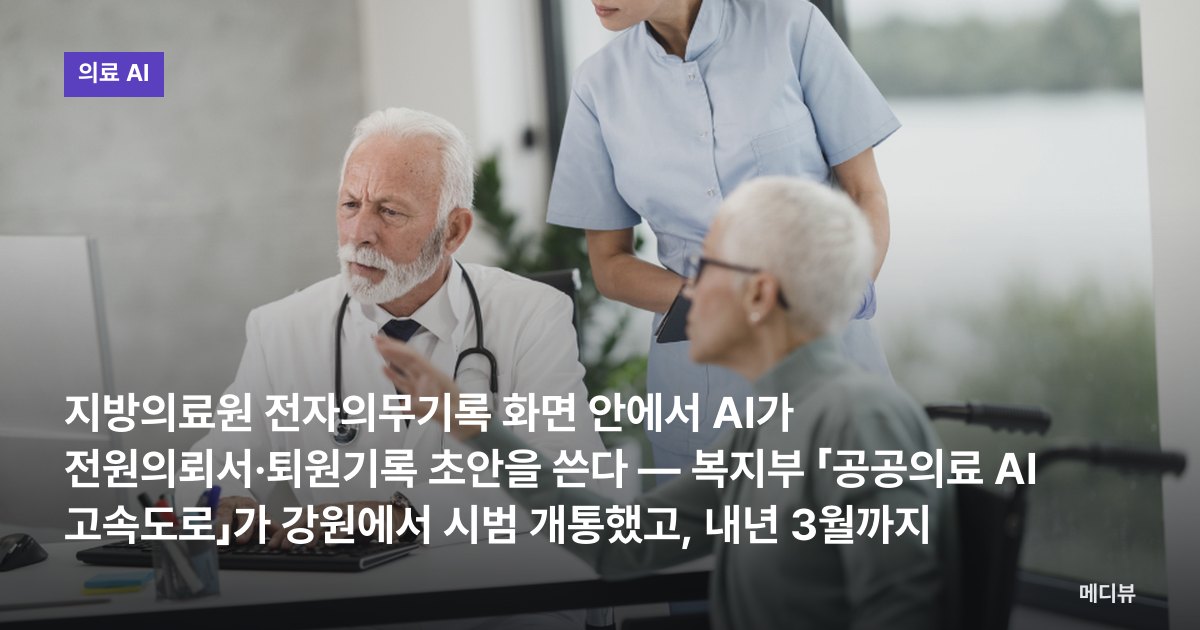 의료 AI
지방의료원 전자의무기록 화면 안에서 AI가
전원의뢰서·퇴원기록 초안을 쓴다 — 복지부 「공공의료 AI
고속도로」가 강원에서 시범 개통했고, 내년 3월까지
메디뷰